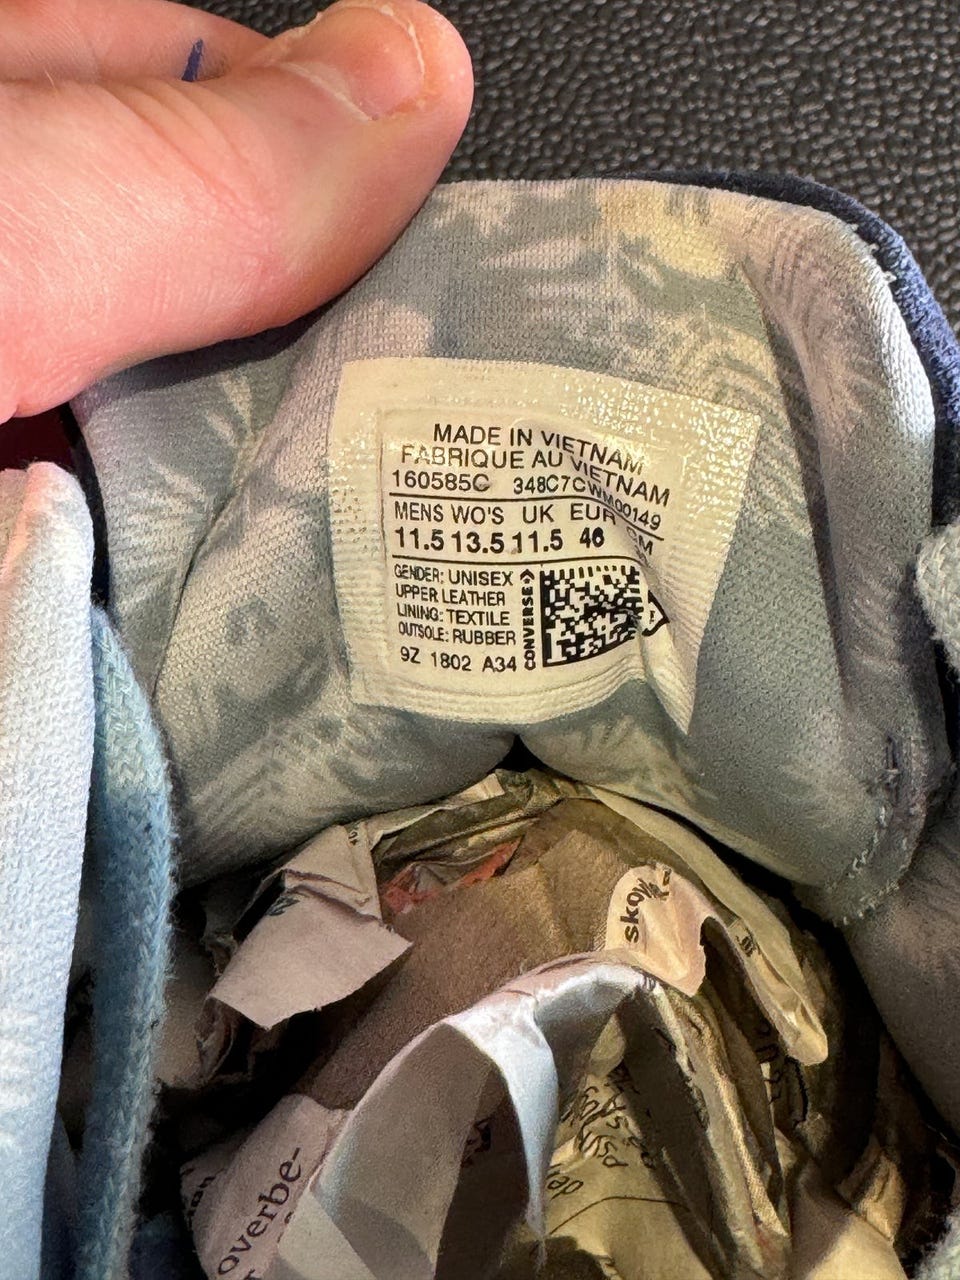 MADE IN VIETNAM
FABRIQUE AU VIETNAM
160585C 348C7CWM00149
MENS WO'S UK EUR CM
11.5 13.5 11.5 46
GENDER: UNISEX
UPPER LEATHER
LINING: TEXTILE
OUTSOLE: RUBBER
9Z 1802 A34
CONVERSE
overbe-